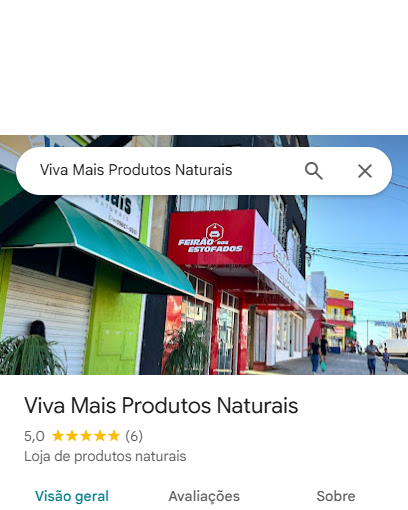 Viva Mais Produtos Naturais
FEIRÃO DOS
ESTOFADOS
Viva Mais Produtos Naturais
5,0 (6)
Loja de produtos naturais
Visão geral Avaliações Sobre